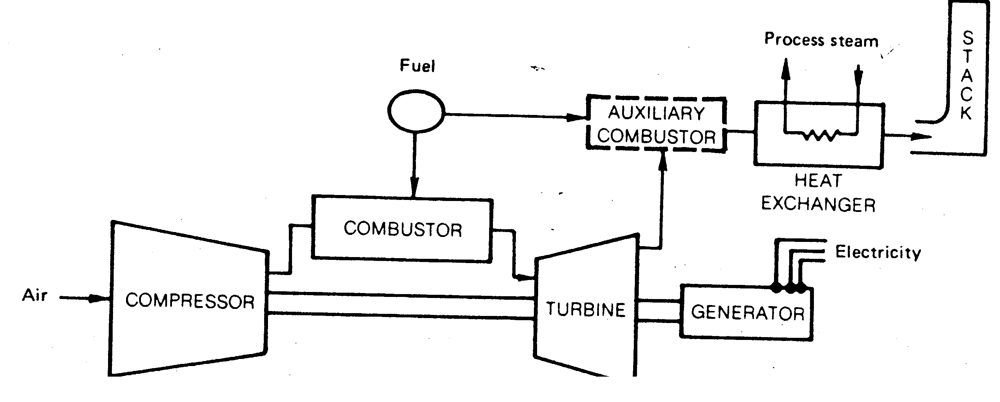 Process steam
S
T
A
C
K
Fuel
AUXILIARY
COMBUSTOR
HEAT
EXCHANGER
COMBUSTOR
Electricity
Air
COMPRESSOR
TURBINE
GENERATOR